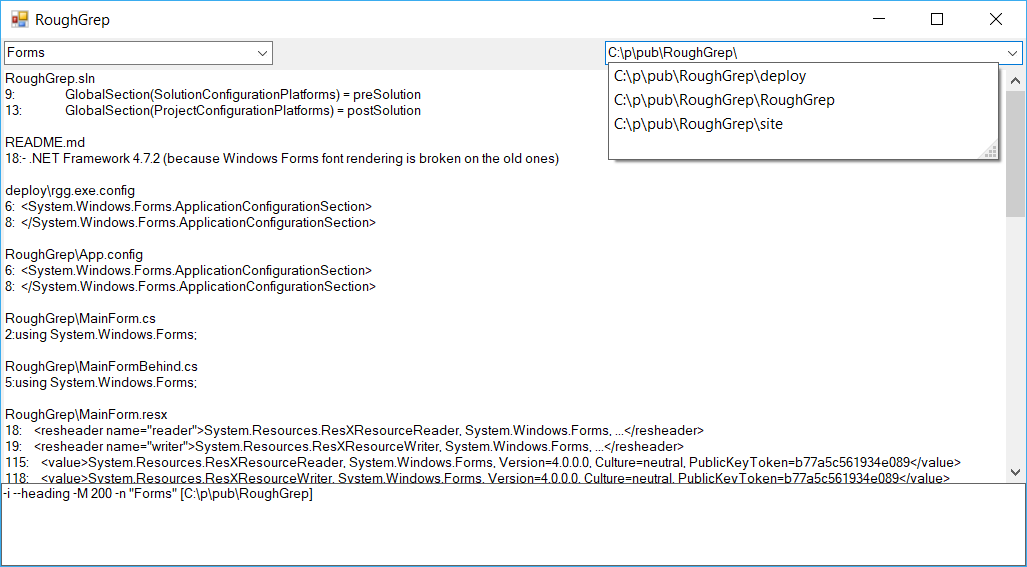 RoughGrep
Forms
C:\p\pub\RoughGrep\
C:\p\pub\RoughGrep\deploy
C:\p\pub\RoughGrep\RoughGrep
C:\p\pub\RoughGrep\site
RoughGrep.sln
9: GlobalSection(SolutionConfigurationPlatforms) = preSolution
13: GlobalSection(ProjectConfigurationPlatforms) = postSolution
README.md
18:- .NET Framework 4.7.2 (because Windows Forms font rendering is broken on the old ones)
deploy\rgg.exe.config
6: <System.Windows.Forms.ApplicationConfigurationSection>
8: </System.Windows.Forms.ApplicationConfigurationSection>
RoughGrep\App.config
6: <System.Windows.Forms.ApplicationConfigurationSection>
8: </System.Windows.Forms.ApplicationConfigurationSection>
RoughGrep\MainForm.cs
2:using System.Windows.Forms;
RoughGrep\MainFormBehind.cs
5:using System.Windows.Forms;
RoughGrep\MainForm.resx
18: <resheader name="reader">System.Resources.ResXResourceReader, System.Windows.Forms, ...</resheader>
19: <resheader name="writer">System.Resources.ResXResourceWriter, System.Windows.Forms, ...</resheader>
115: <value>System.Resources.ResXResourceReader, System.Windows.Forms, Version=4.0.0.0, Culture=neutral, PublicKeyToken=b77a5c561934e089</value>
118: <value>System.Resources.ResXResourceWriter, System.Windows.Forms, Version=4.0.0.0, Culture=neutral, PublicKeyToken=b77a5c561934e089</value>
-i --heading -M 200 -n "Forms" [C:\p\pub\RoughGrep]